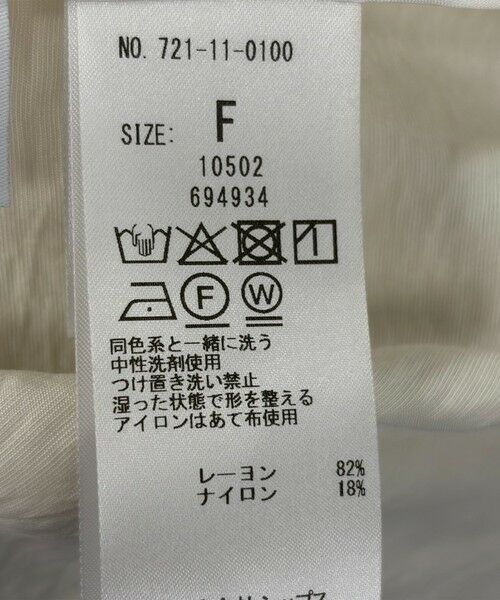 NO. 721-11-0100
SIZE: F
10502
694934
F W
同色系と一緒に洗う
中性洗剤使用
つけ置き洗い禁止
湿った状態で形を整える
アイロンはあて布使用
レーヨン 82%
ナイロン 18%